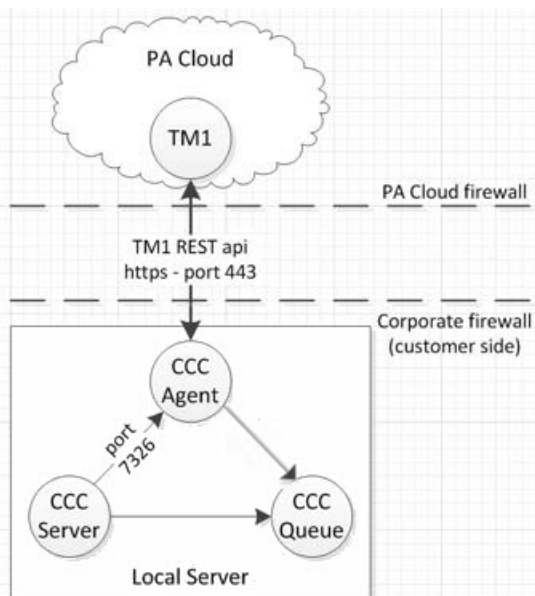 PA Cloud
TM1
PA Cloud firewall
TM1 REST api
https - port 443
Corporate firewall
(customer side)
CCC
Agent
port
7326
CCC
Server
CCC
Queue
Local Server